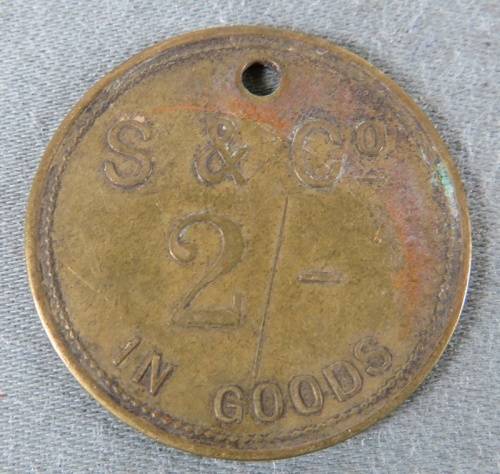 S & Co
2/-
IN GOODS